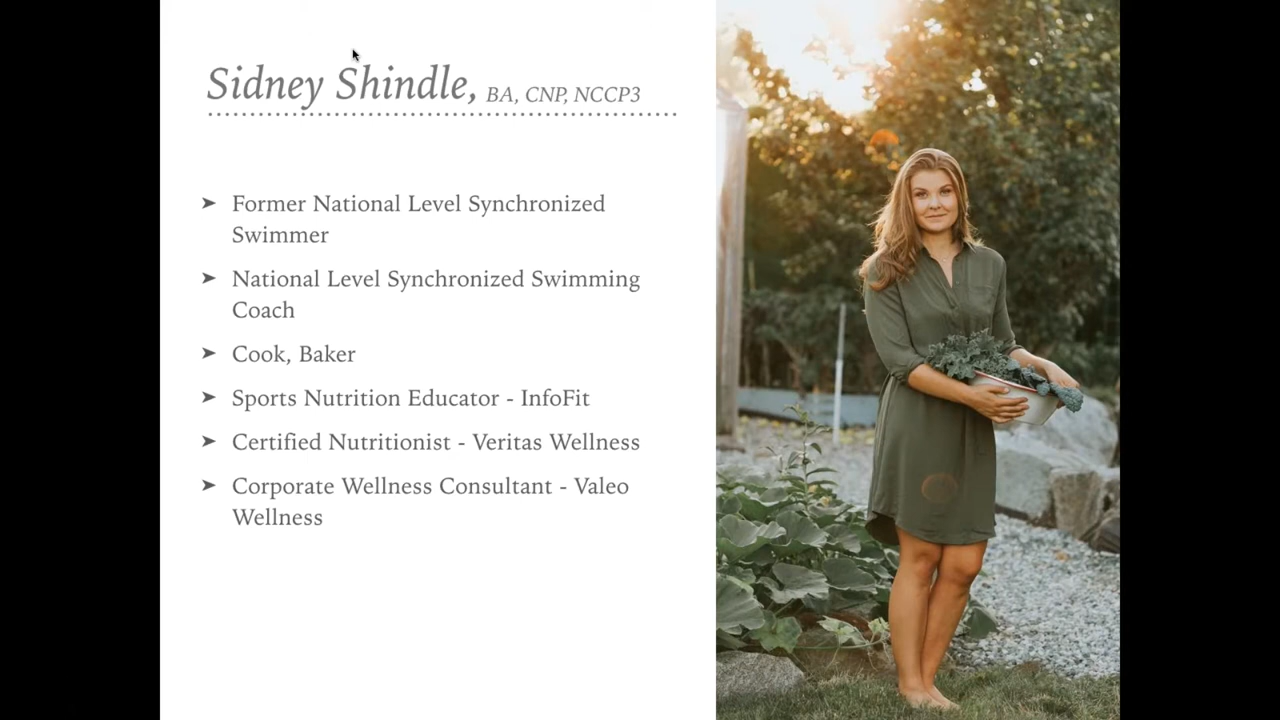 Sidney Shindle, BA, CNP, NCCP3
➤ Former National Level Synchronized
Swimmer
➤ National Level Synchronized Swimming
Coach
➤ Cook, Baker
➤ Sports Nutrition Educator - InfoFit
➤ Certified Nutritionist - Veritas Wellness
➤ Corporate Wellness Consultant - Valeo
Wellness